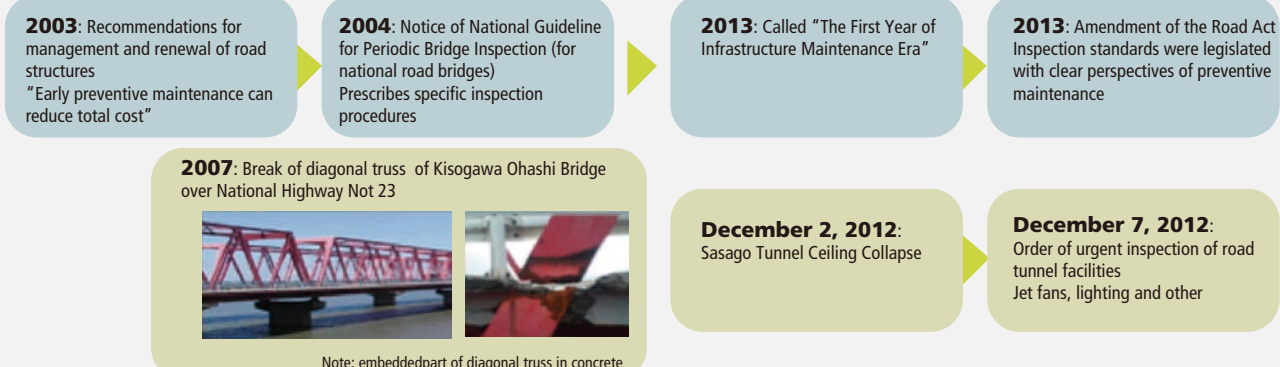 2003: Recommendations for
management and renewal of road
structures
"Early preventive maintenance can
reduce total cost"
2004: Notice of National Guideline
for Periodic Bridge Inspection (for
national road bridges)
Prescribes specific inspection
procedures
2013: Called "The First Year of
Infrastructure Maintenance Era"
2013: Amendment of the Road Act
Inspection standards were legislated
with clear perspectives of preventive
maintenance
2007: Break of diagonal truss of Kisogawa Ohashi Bridge
over National Highway Not 23
Note: embeddedpart of diagonal truss in concrete
December 2, 2012:
Sasago Tunnel Ceiling Collapse
December 7, 2012:
Order of urgent inspection of road
tunnel facilities
Jet fans, lighting and other